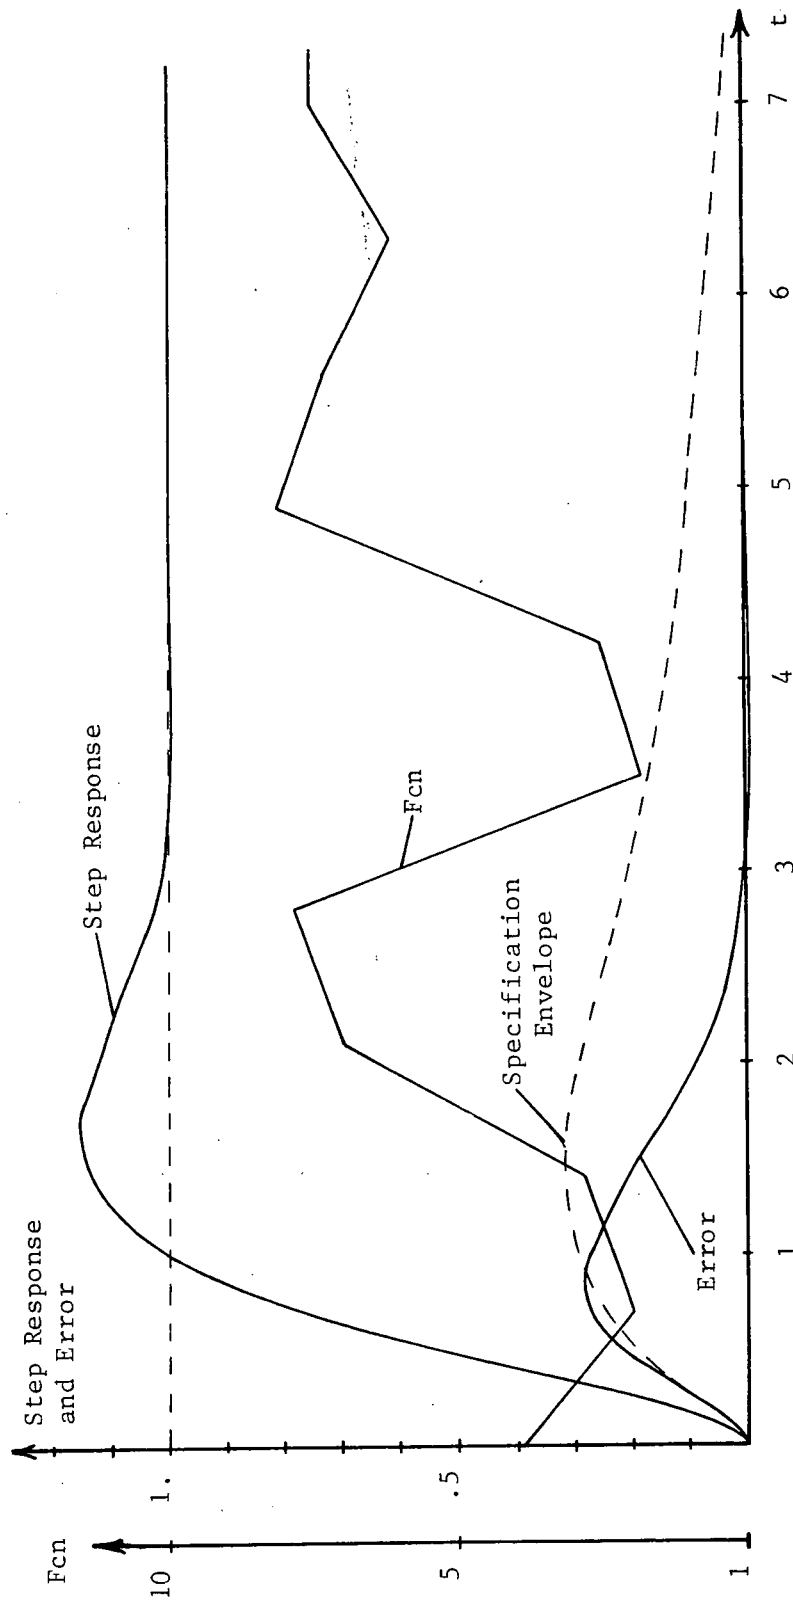 Fcn
Step Response
and Error
10
1.
5
.5
1
Step Response
Fcn
Specification
Envelope
Error
1
2
3
4
5
6
7
t